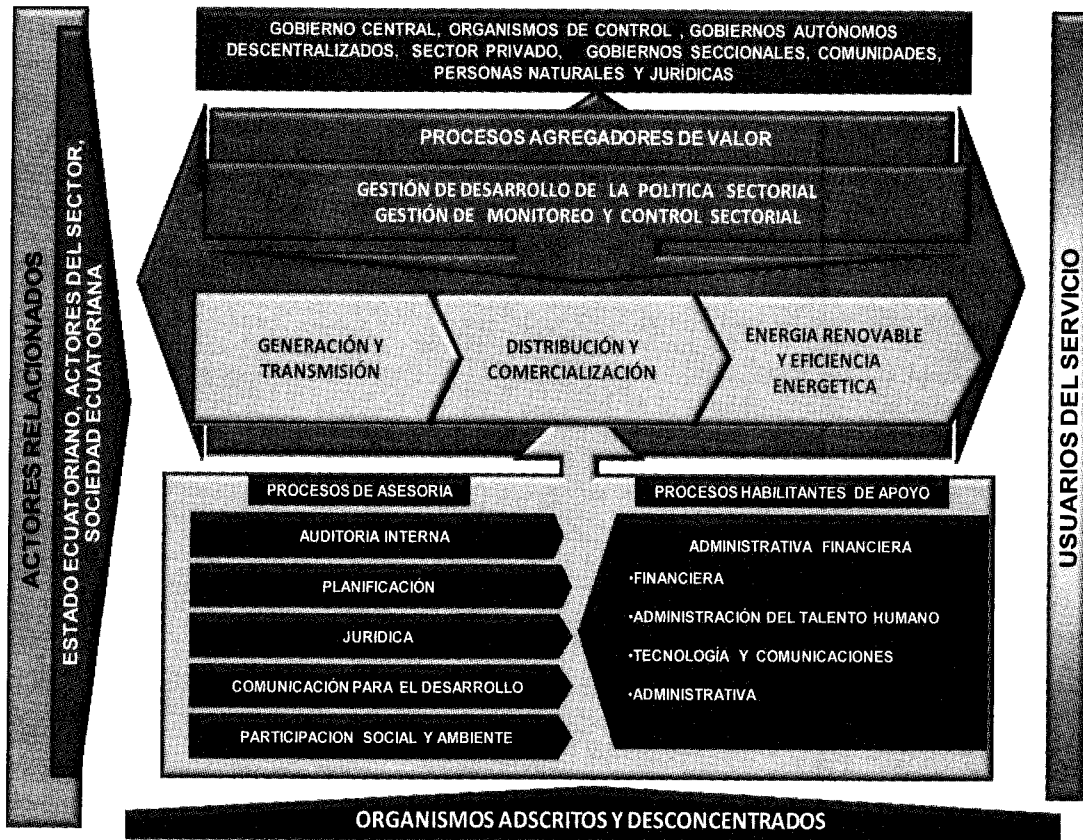 GOBIERNO CENTRAL, ORGANISMOS DE CONTROL , GOBIERNOS AUTÓNOMOS
DESCENTRALIZADOS, SECTOR PRIVADO, GOBIERNOS SECCIONALES, COMUNIDADES,
PERSONAS NATURALES Y JURÍDICAS
ACTORES RELACIONADOS
ESTADO ECUATORIANO, ACTORES DEL SECTOR,
SOCIEDAD ECUATORIANA
PROCESOS AGREGADORES DE VALOR
GESTIÓN DE DESARROLLO DE LA POLITICA SECTORIAL
GESTIÓN DE MONITOREO Y CONTROL SECTORIAL
GENERACIÓN Y
TRANSMISIÓN
DISTRIBUCIÓN Y
COMERCIALIZACIÓN
ENERGIA RENOVABLE
Y EFICIENCIA
ENERGETICA
PROCESOS DE ASESORÍA
AUDITORIA INTERNA
PLANIFICACIÓN
JURÍDICA
COMUNICACIÓN PARA EL DESARROLLO
PARTICIPACION SOCIAL Y AMBIENTE
PROCESOS HABILITANTES DE APOYO
ADMINISTRATIVA FINANCIERA
•FINANCIERA
•ADMINISTRACIÓN DEL TALENTO HUMANO
•TECNOLOGÍA Y COMUNICACIONES
•ADMINISTRATIVA
USUARIOS DEL SERVICIO
ORGANISMOS ADSCRITOS Y DESCONCENTRADOS